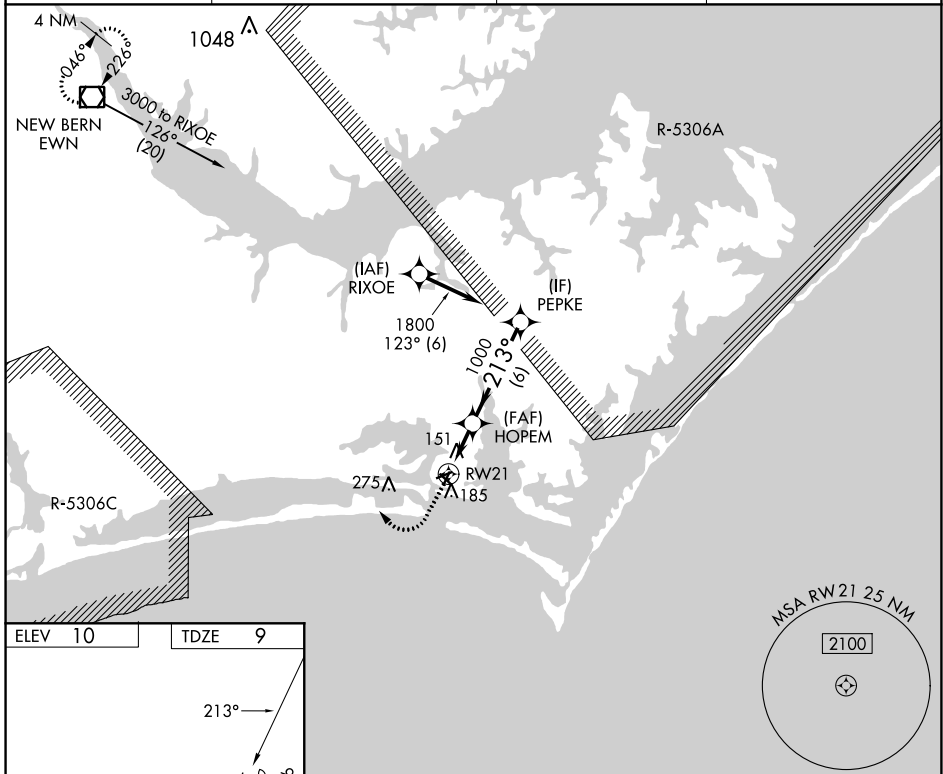 4 NM
1048
046°
226°
NEW BERN
EWN
3000 to RIXOE
126°
(20)
R-5306A
(IAF)
RIXOE
(IF)
PEPKE
1800
123° (6)
1000
213°
(6)
(FAF)
HOPEM
151
RW21
275
185
R-5306C
MSA RW21 25 NM
2100
ELEV 10
TDZE 9
213°